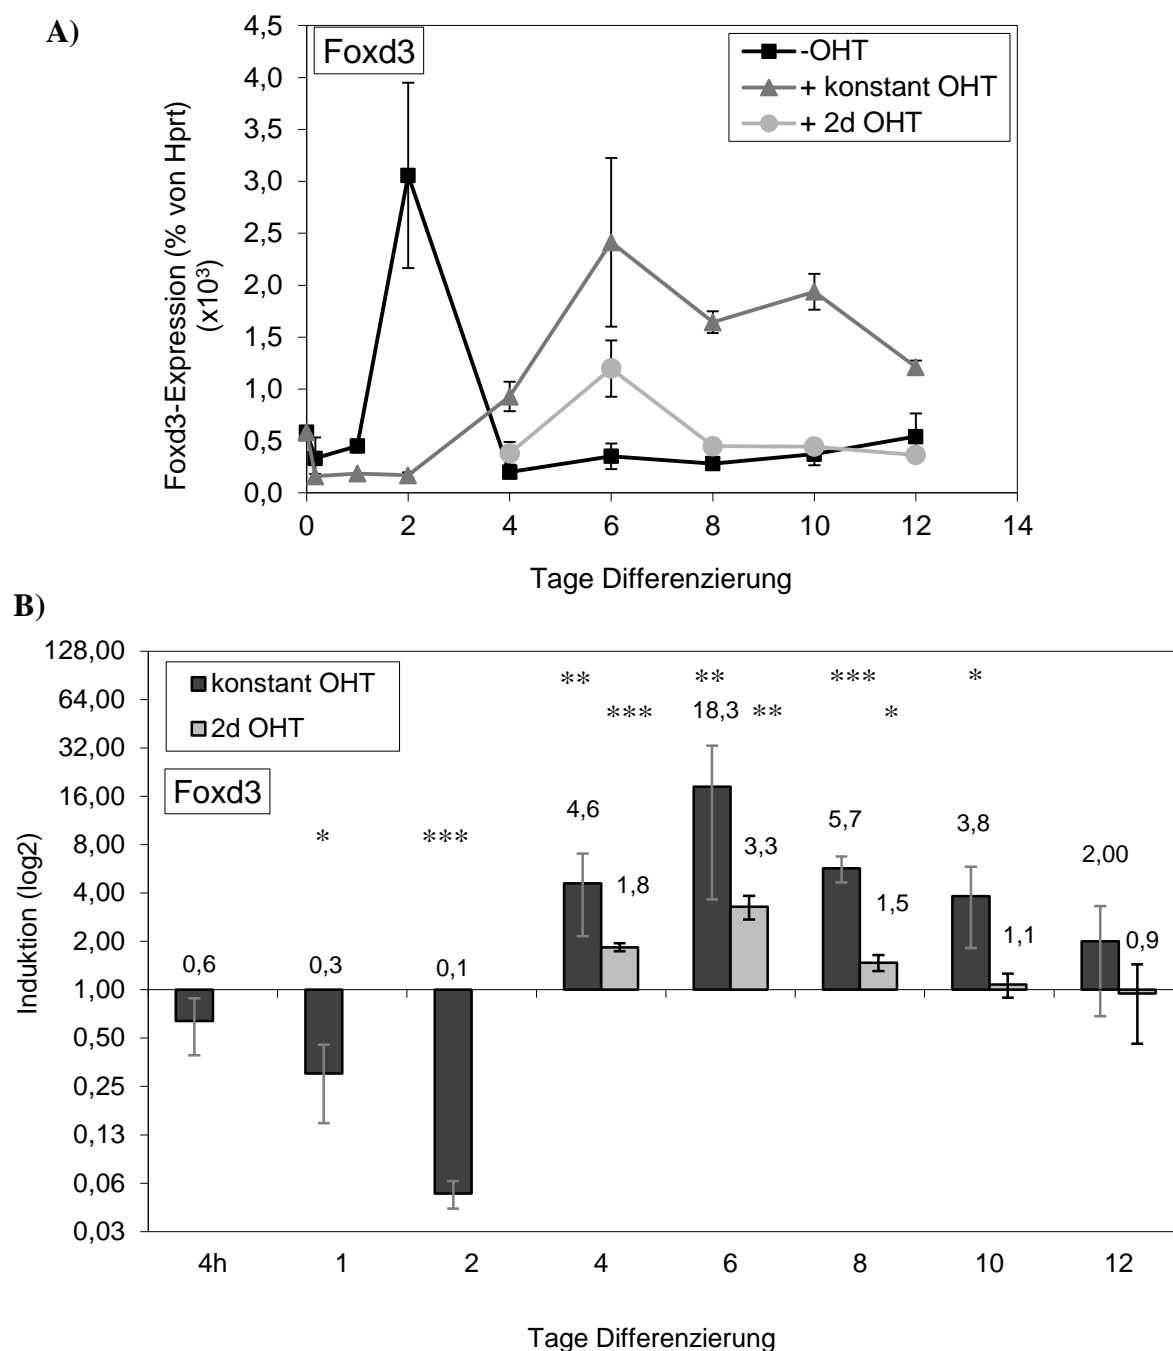 A)
Foxd3
-OHT
+ konstant OHT
+ 2d OHT
Foxd3-Expression (% von Hprt)
(x10³)
4,5
4,0
3,5
3,0
2,5
2,0
1,5
1,0
0,5
0,0
0 2 4 6 8 10 12 14
Tage Differenzierung
B)
konstant OHT
2d OHT
Foxd3
Induktion (log2)
128,00
64,00
32,00
16,00
8,00
4,00
2,00
1,00
0,50
0,25
0,13
0,06
0,03
** ** *** *
*** ** *
* ***
18,3
4,6 5,7 3,8 2,00
1,8 3,3 1,5 1,1 0,9
0,6 0,3 0,1
4h 1 2 4 6 8 10 12
Tage Differenzierung